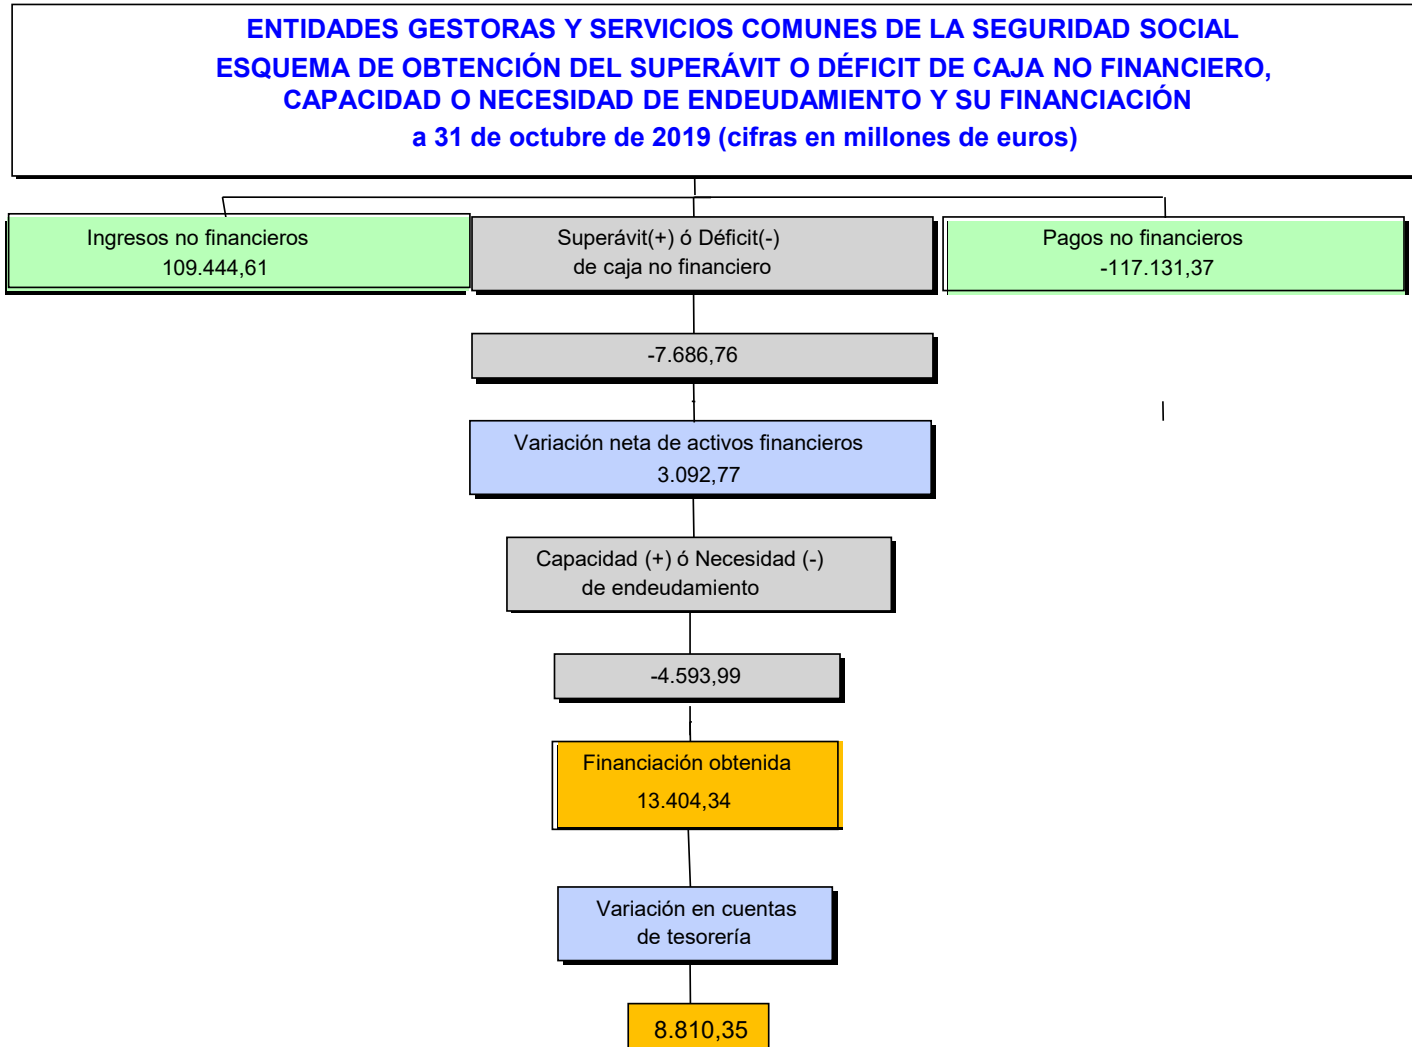 ENTIDADES GESTORAS Y SERVICIOS COMUNES DE LA SEGURIDAD SOCIAL
ESQUEMA DE OBTENCIÓN DEL SUPERÁVIT O DÉFICIT DE CAJA NO FINANCIERO,
CAPACIDAD O NECESIDAD DE ENDEUDAMIENTO Y SU FINANCIACIÓN
a 31 de octubre de 2019 (cifras en millones de euros)
Ingresos no financieros
109.444,61
Superávit(+) ó Déficit(-)
de caja no financiero
Pagos no financieros
-117.131,37
-7.686,76
Variación neta de activos financieros
3.092,77
Capacidad (+) ó Necesidad (-)
de endeudamiento
-4.593,99
Financiación obtenida
13.404,34
Variación en cuentas
de tesorería
8.810,35